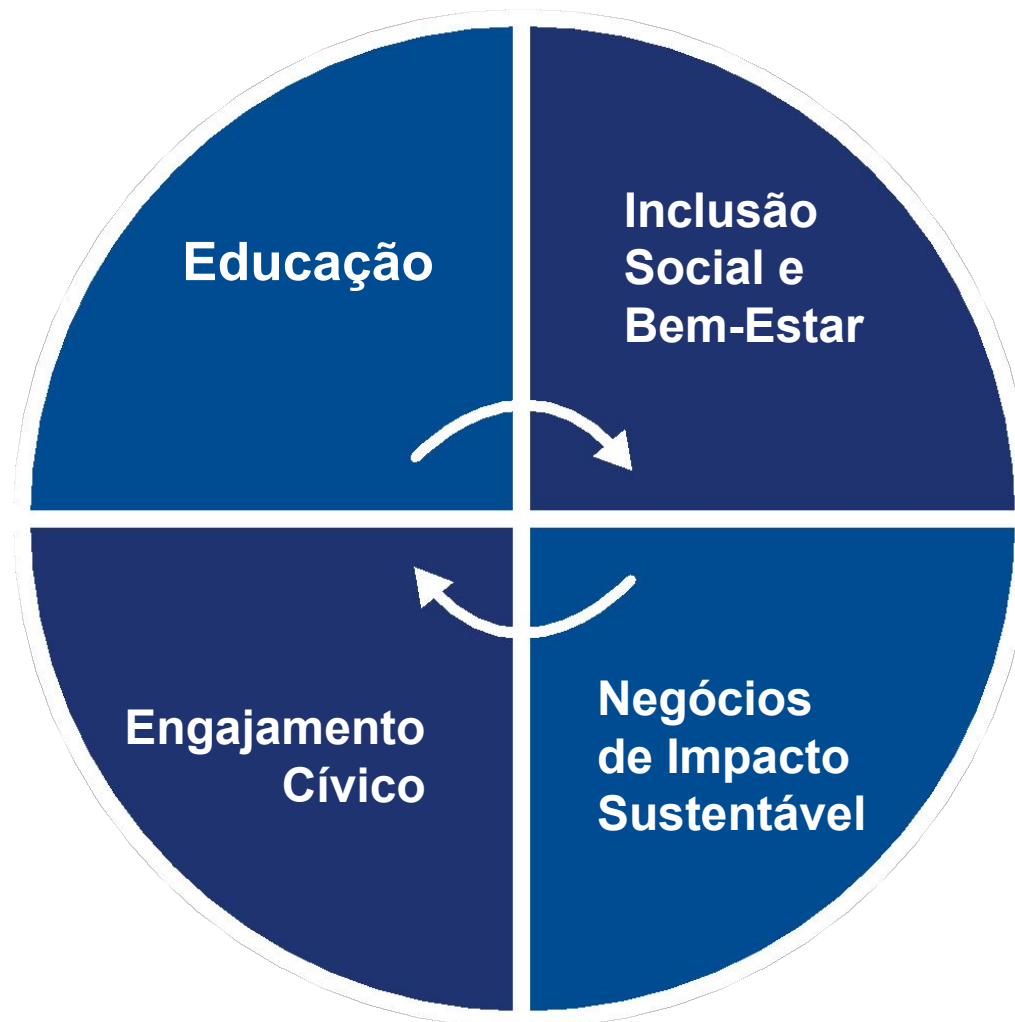 Educação
Inclusão
Social e
Bem-Estar
Engajamento
Cívico
Negócios
de Impacto
Sustentável